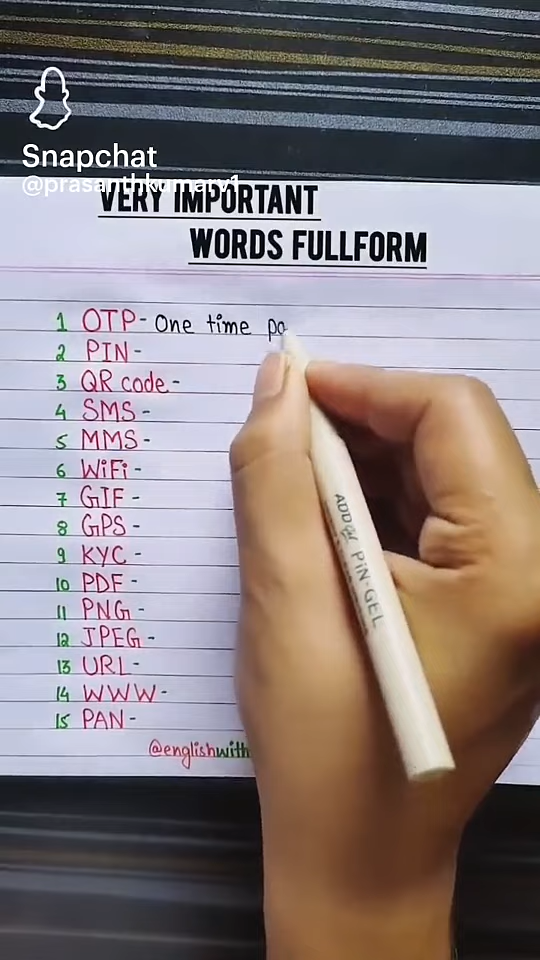 Snapchat
@prasanthkumarv1
VERY IMPORTANT
WORDS FULLFORM
1 OTP- One time pa
2 PIN-
3 QR code-
4 SMS-
5 MMS-
6 WiFi-
7 GIF-
8 GPS-
9 KYC-
10 PDF-
11 PNG-
12 JPEG-
13 URL-
14 WWW-
15 PAN-
@englishwith
ADD Gel PiN-GEL